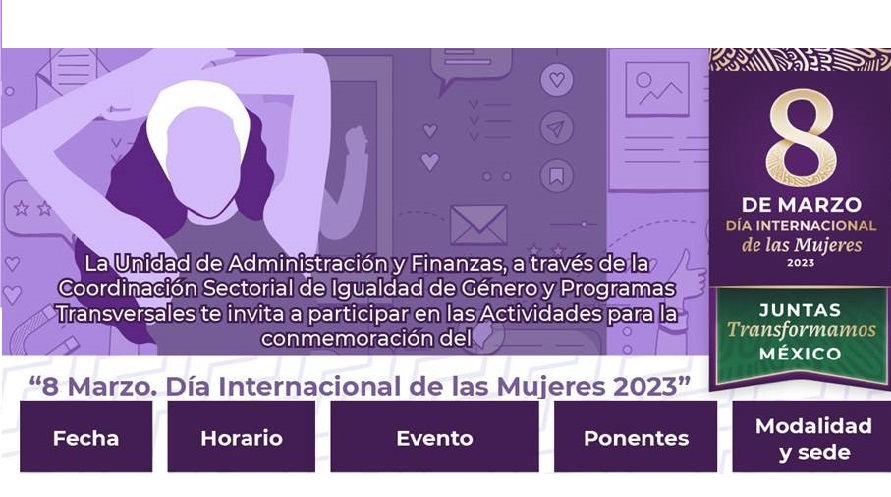 La Unidad de Administración y Finanzas, a través de la
Coordinación Sectorial de Igualdad de Género y Programas
Transversales te invita a participar en las Actividades para la
conmemoración del
“8 Marzo. Día Internacional de las Mujeres 2023”
8
DE MARZO
DÍA INTERNACIONAL
de las Mujeres
2023
JUNTAS
Transformamos
MÉXICO
Fecha
Horario
Evento
Ponentes
Modalidad
y sede